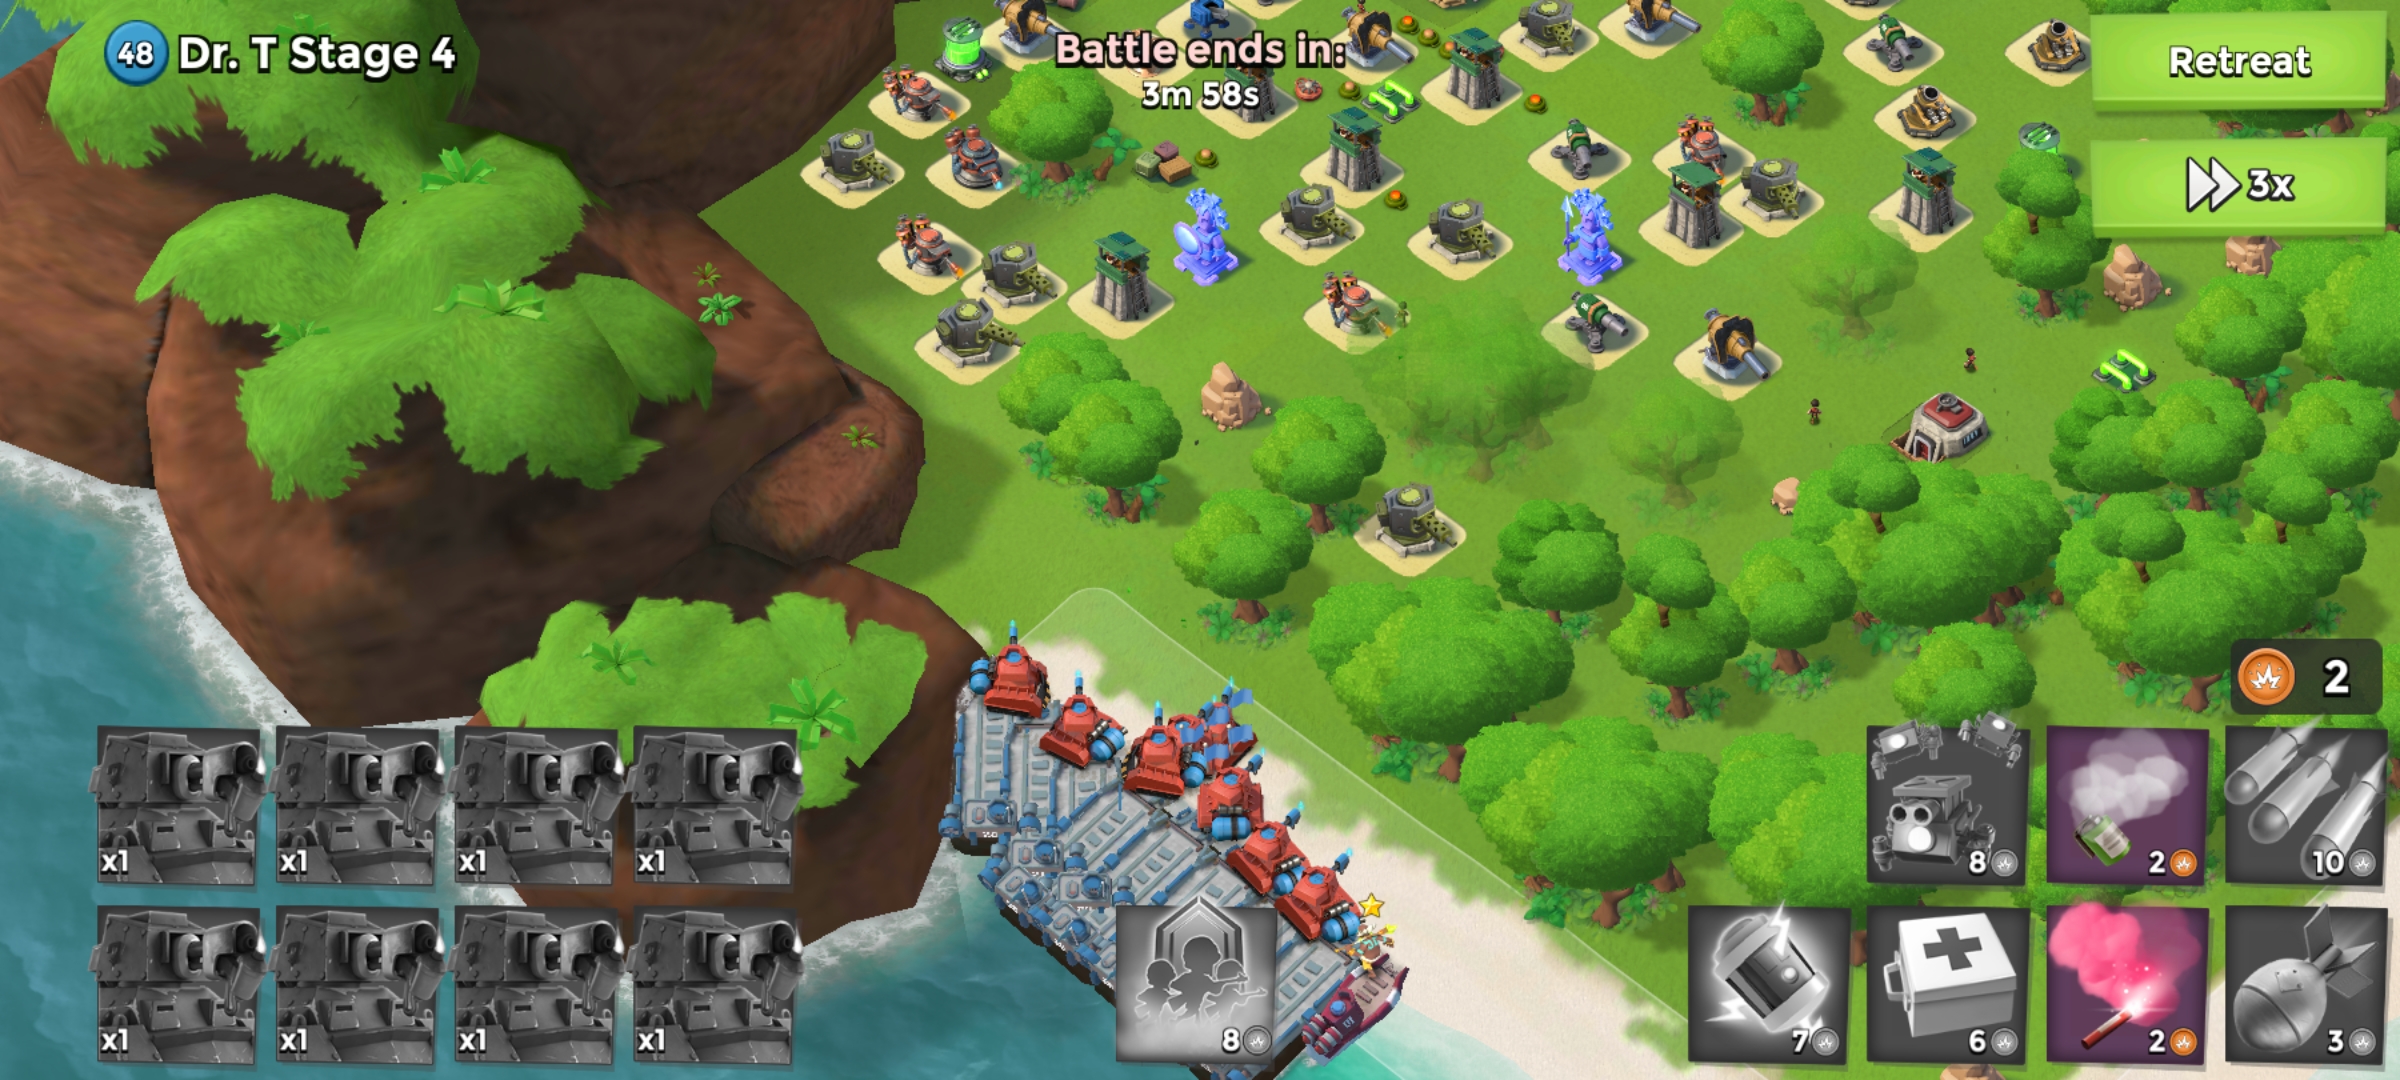 48 Dr. T Stage 4
Battle ends in:
3m 58s
Retreat
3x
2
x1 x1 x1 x1
8 2 10
x1 x1 x1 x1
8 7 6 2 3